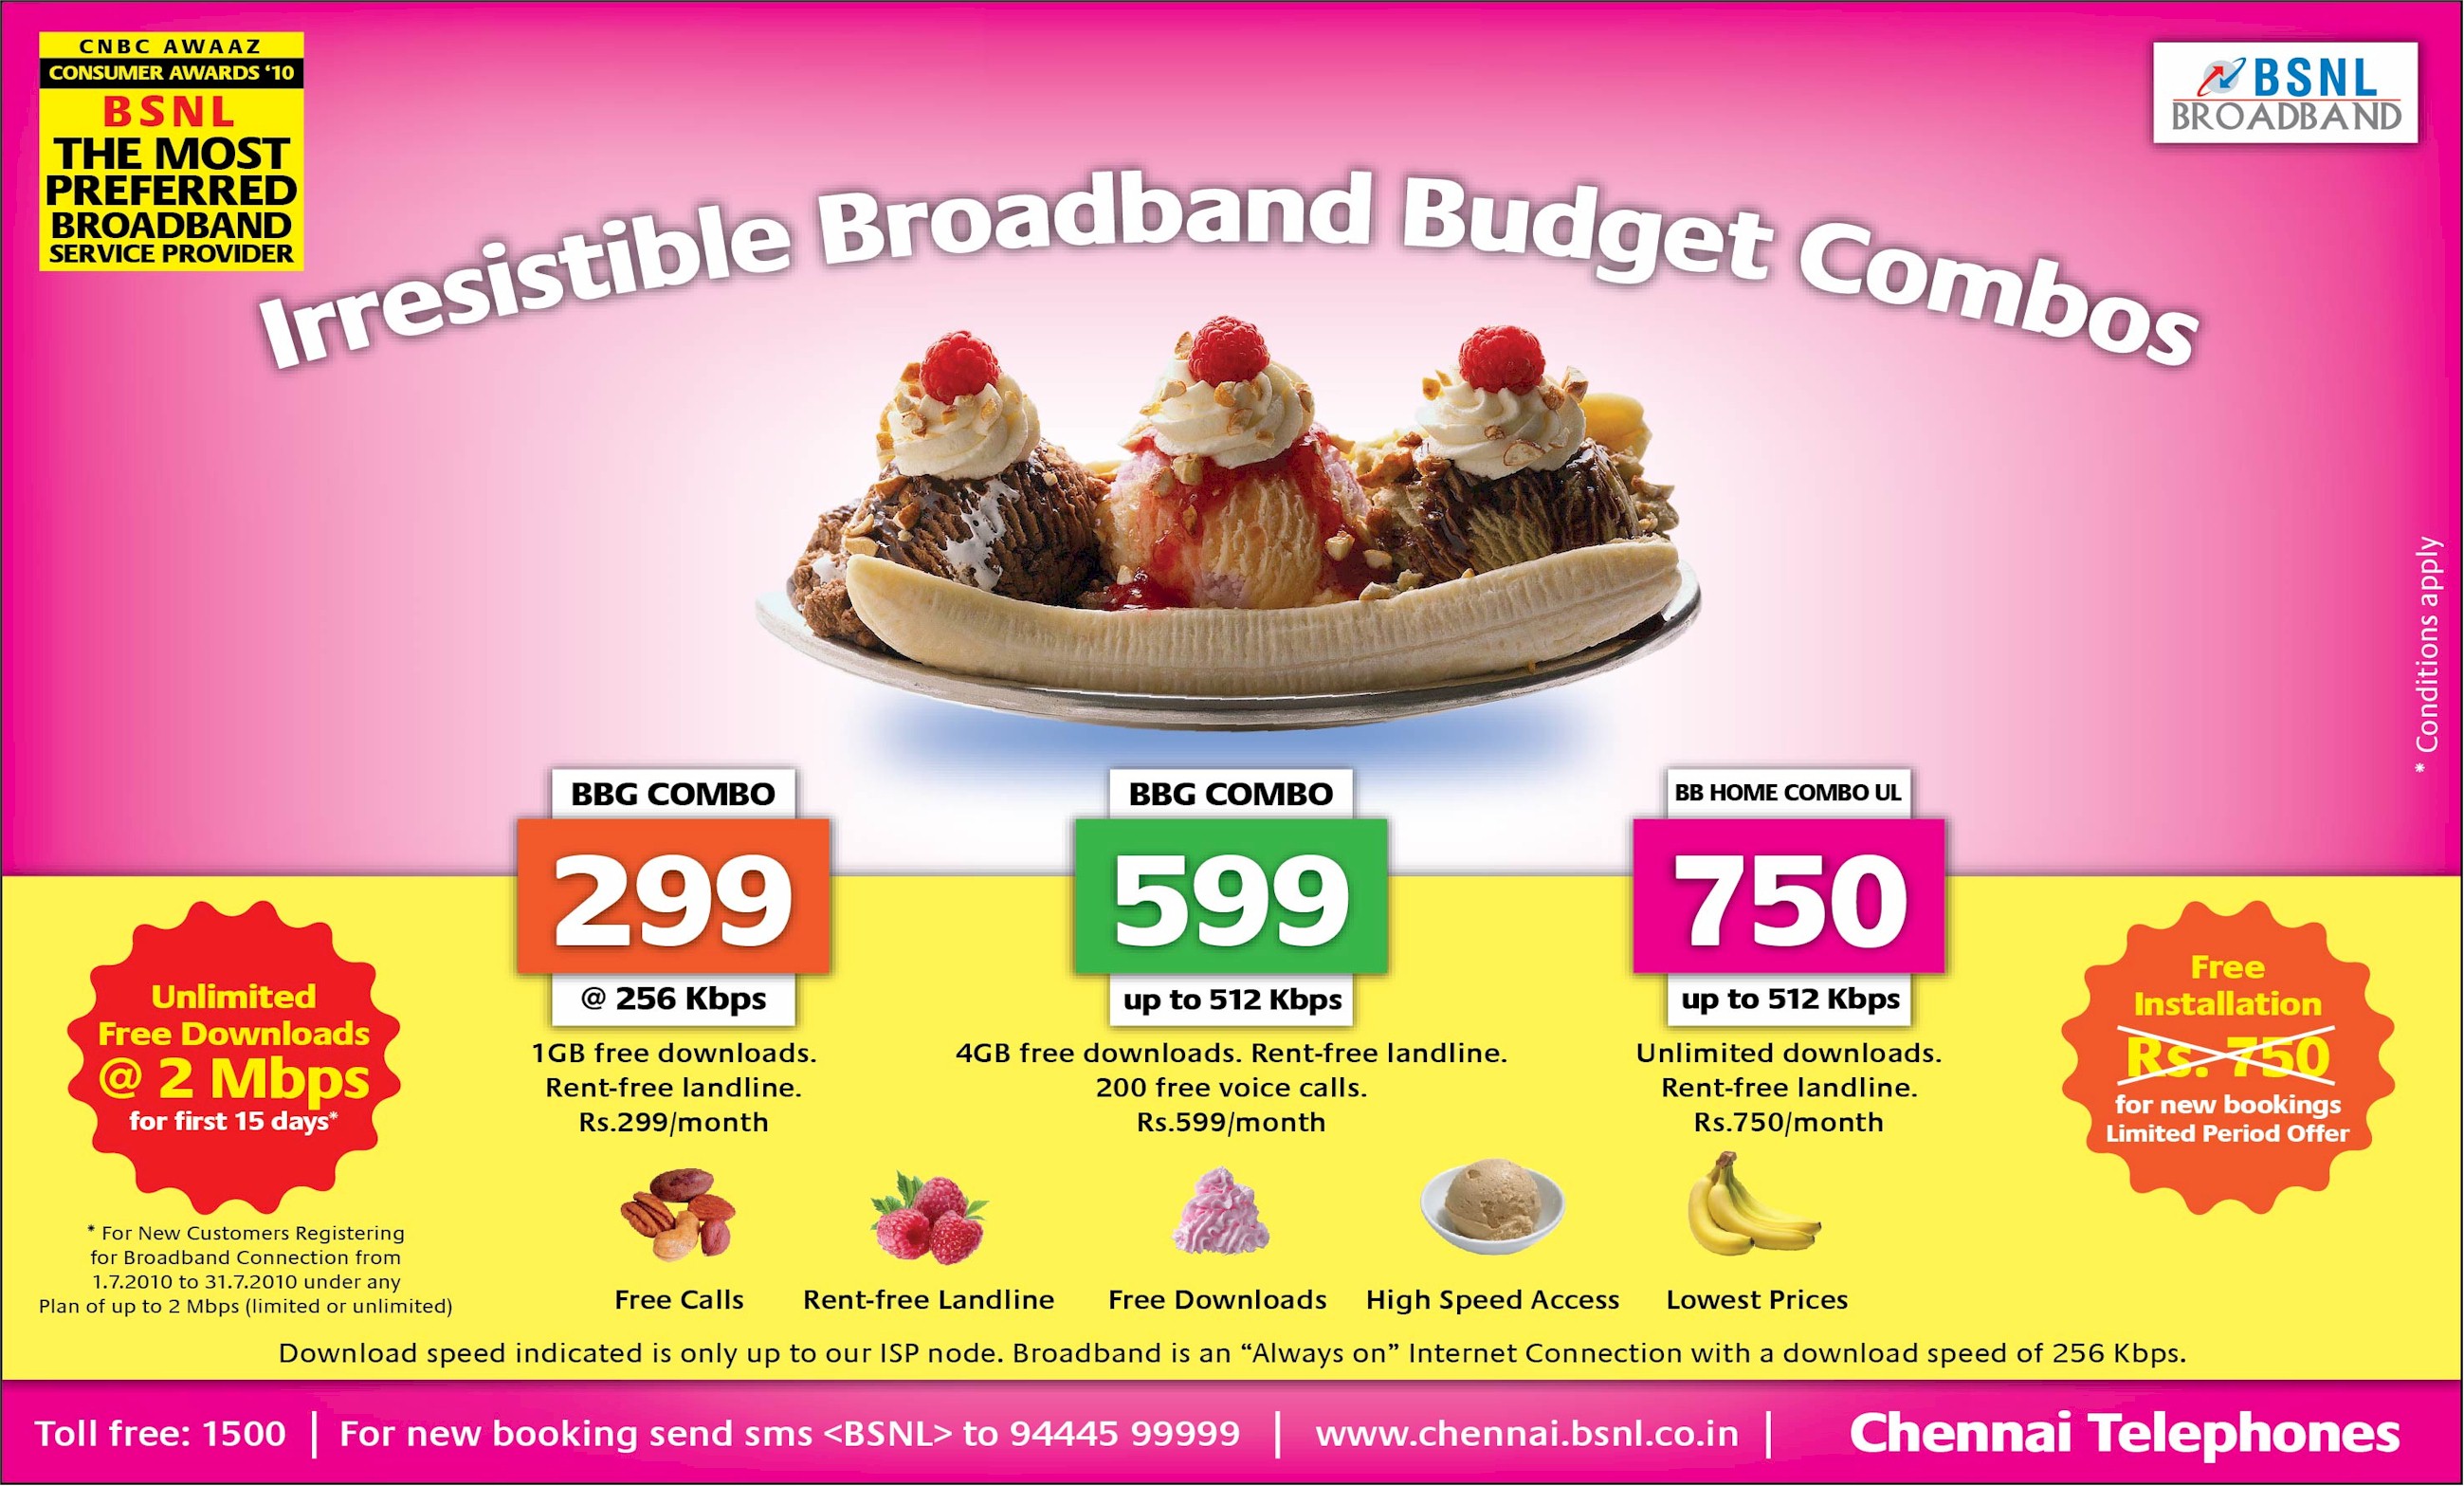 CNBC AWAAZ
CONSUMER AWARDS ‘10
BSNL
THE MOST
PREFERRED
BROADBAND
SERVICE PROVIDER
BSNL
BROADBAND
Irresistible Broadband Budget Combos
* Conditions apply
BBG COMBO
299
@ 256 Kbps
1GB free downloads.
Rent-free landline.
Rs.299/month
BBG COMBO
599
up to 512 Kbps
4GB free downloads. Rent-free landline.
200 free voice calls.
Rs.599/month
BB HOME COMBO UL
750
up to 512 Kbps
Unlimited downloads.
Rent-free landline.
Rs.750/month
Unlimited
Free Downloads
@ 2 Mbps
for first 15 days*
* For New Customers Registering
for Broadband Connection from
1.7.2010 to 31.7.2010 under any
Plan of up to 2 Mbps (limited or unlimited)
Free
Installation
Rs. 750
for new bookings
Limited Period Offer
Free Calls
Rent-free Landline
Free Downloads
High Speed Access
Lowest Prices
Download speed indicated is only up to our ISP node. Broadband is an “Always on” Internet Connection with a download speed of 256 Kbps.
Toll free: 1500 | For new booking send sms <BSNL> to 94445 99999 | www.chennai.bsnl.co.in | Chennai Telephones